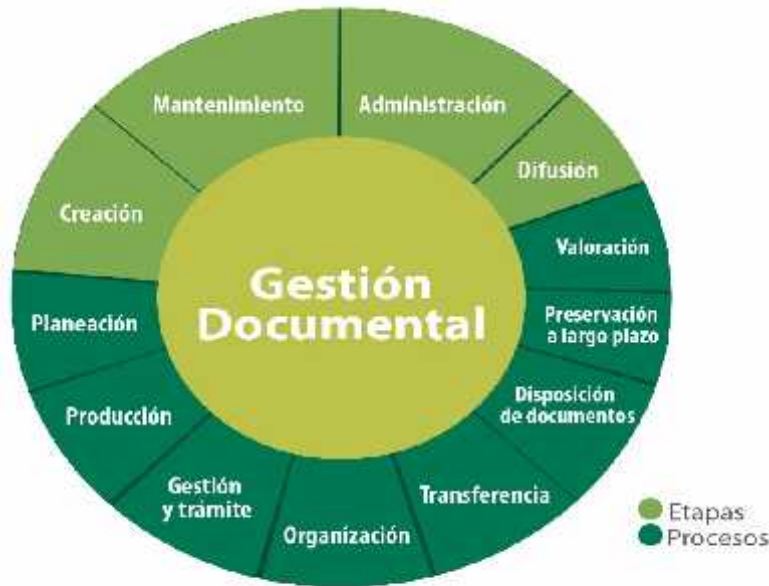 Mantenimiento
Administración
Creación
Difusión
Gestión
Documental
Valoración
Planeación
Preservación
a largo plazo
Producción
Disposición
de documentos
Gestión
y trámite
Transferencia
Organización
Etapas
Procesos